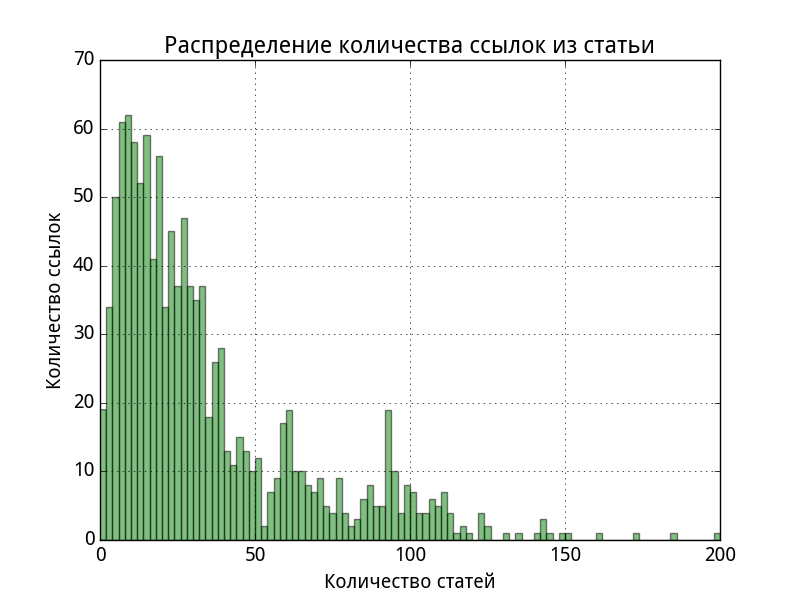 Распределение количества ссылок из статьи
70
60
50
40
30
20
10
0
Количество ссылок
0 50 100 150 200
Количество статей